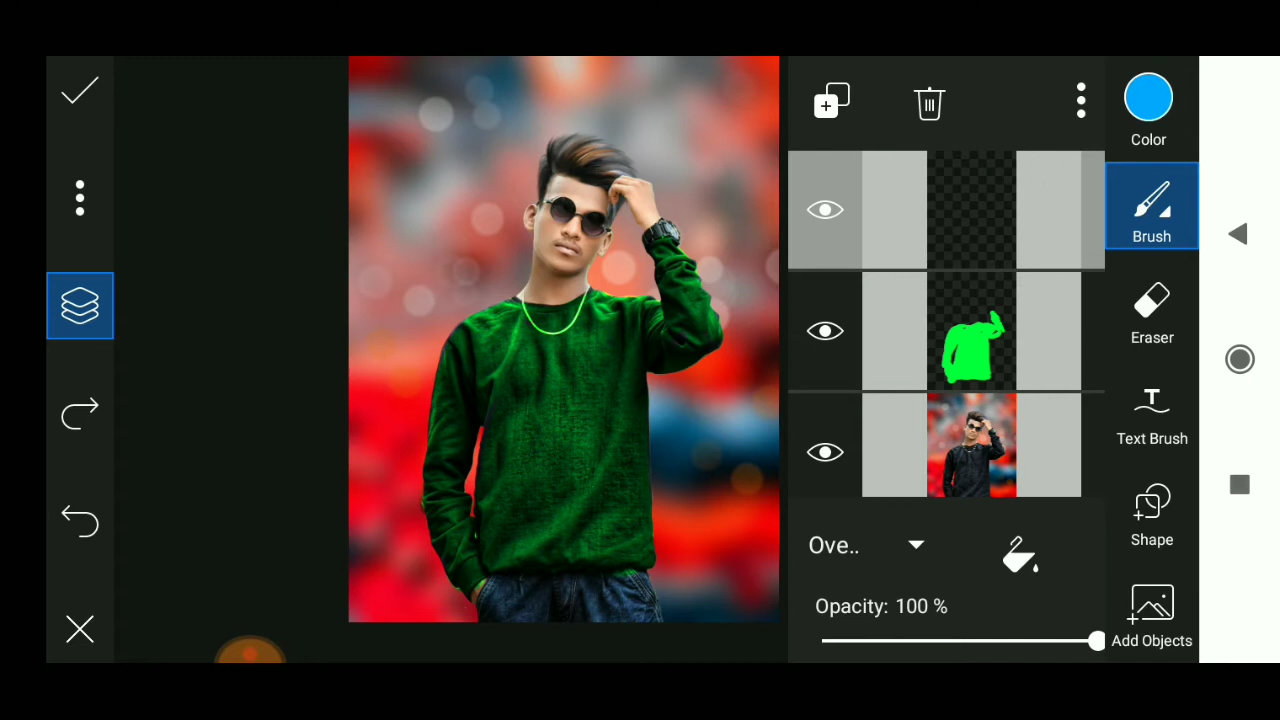 Color
Brush
Eraser
Text Brush
Shape
Add Objects
Ove..
Opacity: 100 %